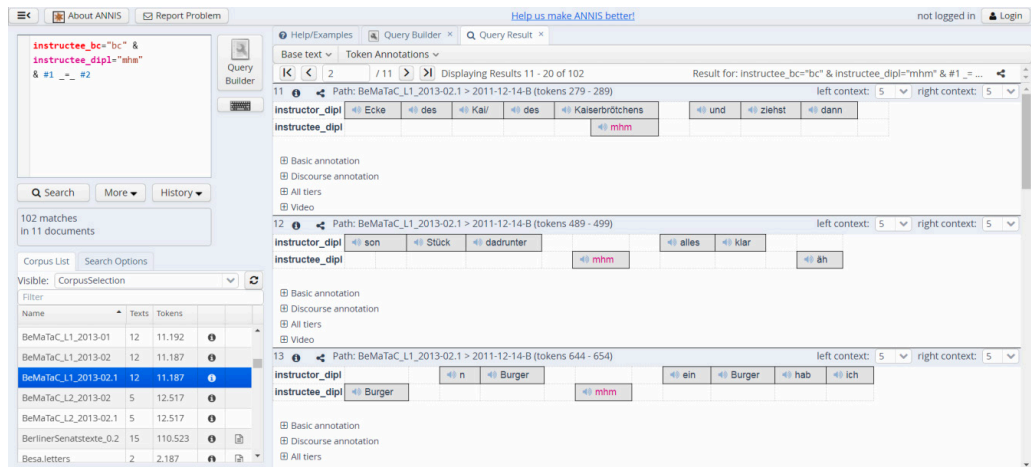 About ANNIS Report Problem Help us make ANNIS better! not logged in Login
instructee_bc="bc" &
instructee_dipl="mhm"
& #1 _=_ #2
Query
Builder
Search More History
102 matches
in 11 documents
Corpus List Search Options
Visible: CorpusSelection
Filter
Name Texts Tokens
BeMaTaC_L1_2013-01 12 11.192
BeMaTaC_L1_2013-02 12 11.187
BeMaTaC_L1_2013-02.1 12 11.187
BeMaTaC_L2_2013-02 5 12.517
BeMaTaC_L2_2013-02.1 5 12.517
BerlinerSenatstexte_0.2 15 110.523
Besa.letters 2 2.187
Help/Examples Query Builder × Query Result ×
Base text Token Annotations
2 / 11 Displaying Results 11 - 20 of 102 Result for: instructee_bc="bc" & instructee_dipl="mhm" & #1 _= ...
11 Path: BeMaTaC_L1_2013-02.1 > 2011-12-14-B (tokens 279 - 289) left context: 5 right context: 5
instructor_dipl Ecke des Kai/ des Kaiserbrötchens und ziehst dann
instructee_dipl mhm
Basic annotation
Discourse annotation
All tiers
Video
12 Path: BeMaTaC_L1_2013-02.1 > 2011-12-14-B (tokens 489 - 499) left context: 5 right context: 5
instructor_dipl son Stück dadrunter alles klar
instructee_dipl mhm äh
Basic annotation
Discourse annotation
All tiers
Video
13 Path: BeMaTaC_L1_2013-02.1 > 2011-12-14-B (tokens 644 - 654) left context: 5 right context: 5
instructor_dipl n Burger ein Burger hab ich
instructee_dipl Burger mhm
Basic annotation
Discourse annotation
All tiers